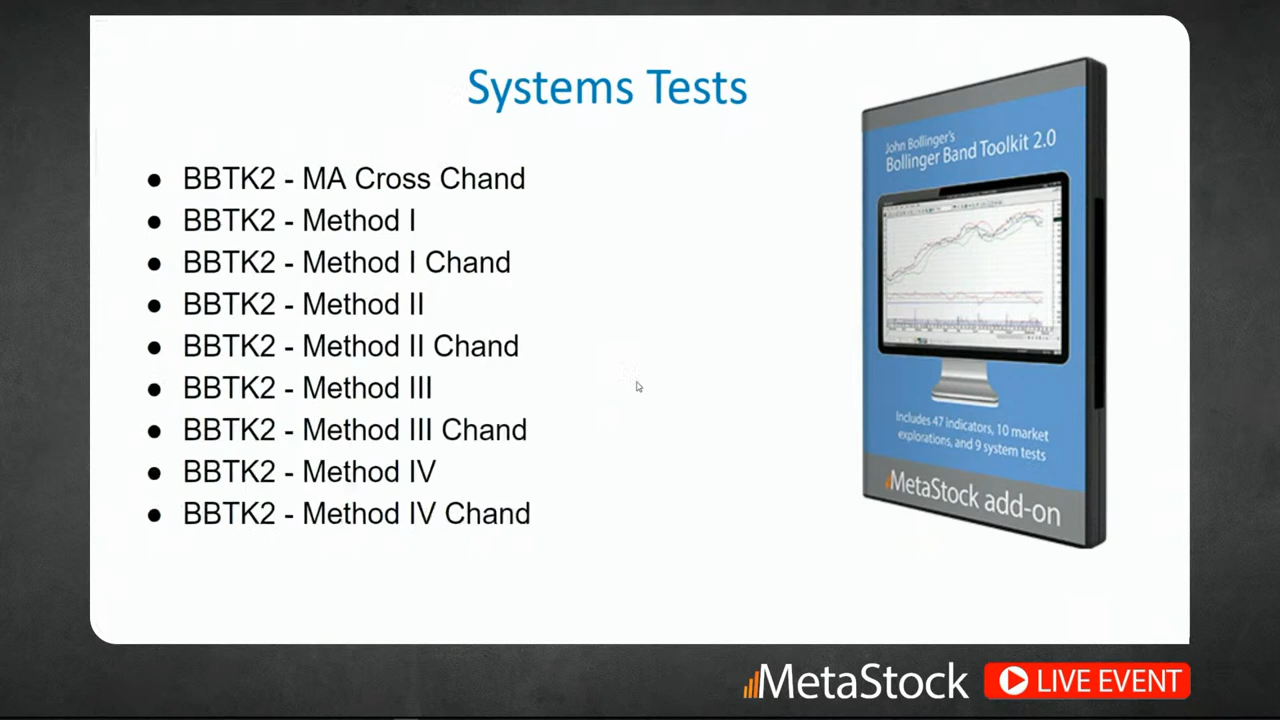 Systems Tests
● BBTK2 - MA Cross Chand
● BBTK2 - Method I
● BBTK2 - Method I Chand
● BBTK2 - Method II
● BBTK2 - Method II Chand
● BBTK2 - Method III
● BBTK2 - Method III Chand
● BBTK2 - Method IV
● BBTK2 - Method IV Chand
John Bollinger's
Bollinger Band Toolkit 2.0
Includes 47 indicators, 10 market
explorations, and 9 system tests
MetaStock add-on
MetaStock
LIVE EVENT